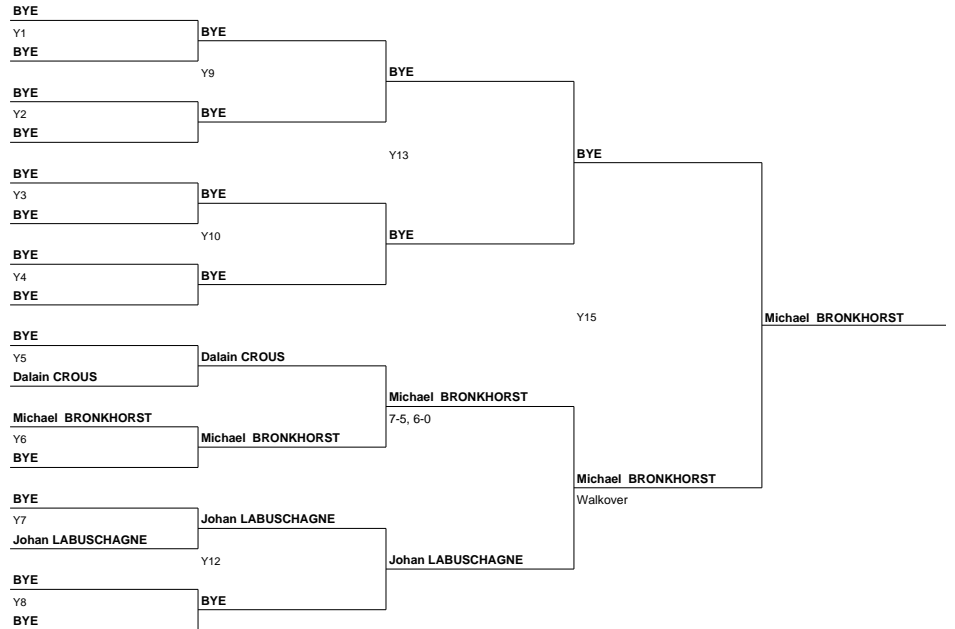 BYE
Y1
BYE
BYE
Y9
BYE
BYE
Y2
BYE
BYE
Y13
BYE
BYE
Y3
BYE
BYE
Y10
BYE
BYE
Y4
BYE
BYE
Y15
Michael BRONKHORST
BYE
Y5
Dalain CROUS
Dalain CROUS
Michael BRONKHORST
7-5, 6-0
Michael BRONKHORST
Y6
Michael BRONKHORST
BYE
Michael BRONKHORST
Walkover
BYE
Y7
Johan LABUSCHAGNE
Johan LABUSCHAGNE
Y12
Johan LABUSCHAGNE
BYE
Y8
BYE
BYE